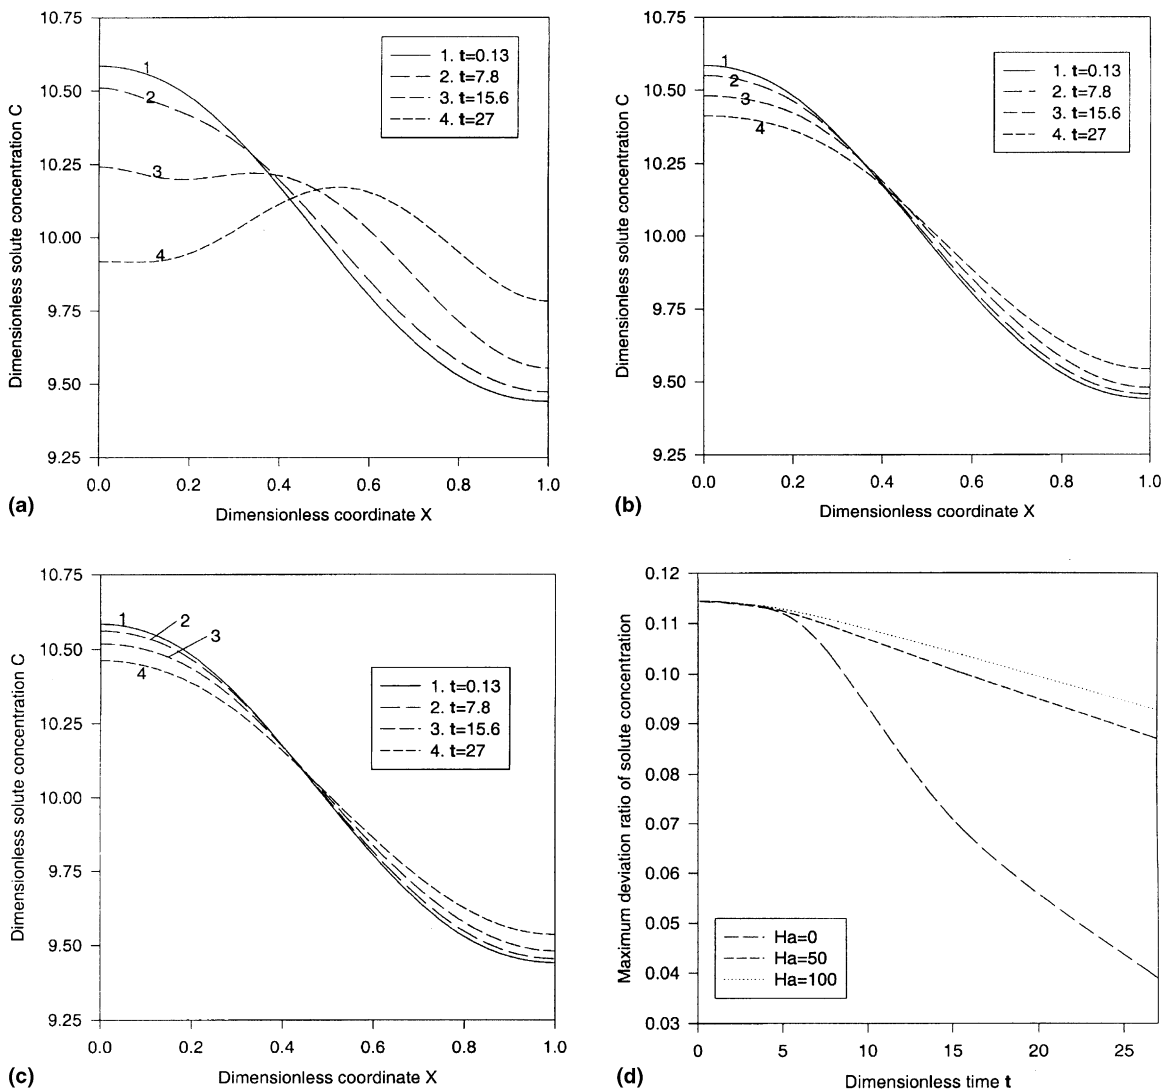 10.75
10.50
10.25
10.00
9.75
9.50
9.25
Dimensionless solute concentration C
1
2
3
4
1. t=0.13
2. t=7.8
3. t=15.6
4. t=27
0.0
0.2
0.4
0.6
0.8
1.0
Dimensionless coordinate X
(a)
10.75
10.50
10.25
10.00
9.75
9.50
9.25
Dimensionless solute concentration C
1
2
3
4
1. t=0.13
2. t=7.8
3. t=15.6
4. t=27
0.0
0.2
0.4
0.6
0.8
1.0
Dimensionless coordinate X
(b)
10.75
10.50
10.25
10.00
9.75
9.50
9.25
Dimensionless solute concentration C
1
2
3
4
1. t=0.13
2. t=7.8
3. t=15.6
4. t=27
0.0
0.2
0.4
0.6
0.8
1.0
Dimensionless coordinate X
(c)
0.12
0.11
0.10
0.09
0.08
0.07
0.06
0.05
0.04
0.03
Maximum deviation ratio of solute concentration
Ha=0
Ha=50
Ha=100
0
5
10
15
20
25
Dimensionless time t
(d)